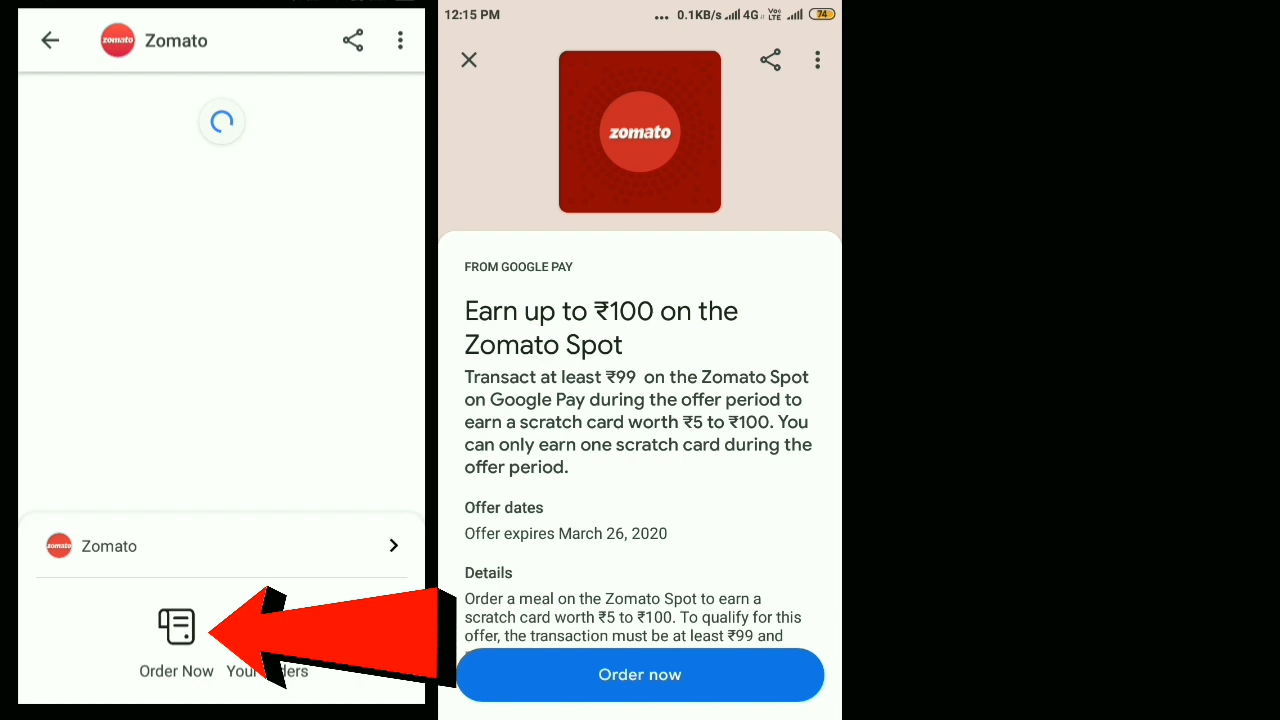 zomato
Zomato
zomato
Zomato
Order Now
12:15 PM
0.1KB/s
4G
Voo
LTE
74
zomato
FROM GOOGLE PAY
Earn up to ₹100 on the
Zomato Spot
Transact at least ₹99 on the Zomato Spot
on Google Pay during the offer period to
earn a scratch card worth ₹5 to ₹100. You
can only earn one scratch card during the
offer period.
Offer dates
Offer expires March 26, 2020
Details
Order a meal on the Zomato Spot to earn a
scratch card worth ₹5 to ₹100. To qualify for this
offer, the transaction must be at least ₹99 and
Order now